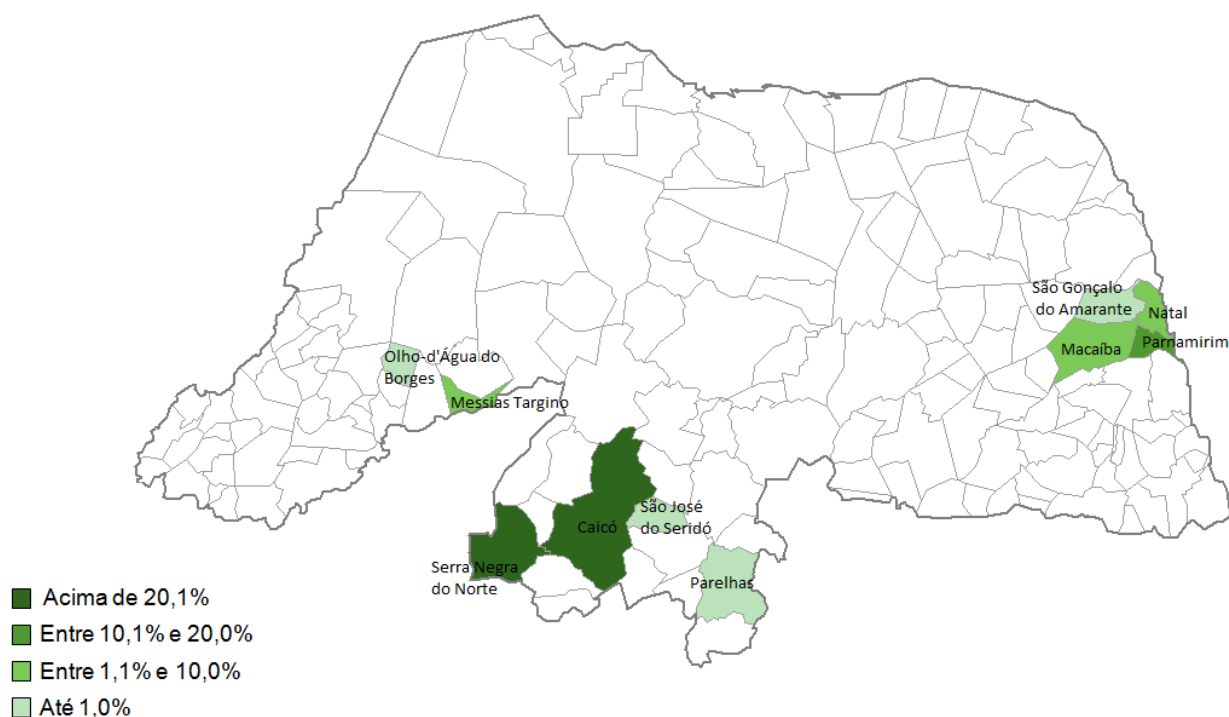 São Gonçalo
do Amarante
Natal
Parnamirim
Macaíba
Olho-d'Água do
Borges
Messias Targino
São José
do Seridó
Caicó
Serra Negra
do Norte
Parelhas
Acima de 20,1%
Entre 10,1% e 20,0%
Entre 1,1% e 10,0%
Até 1,0%